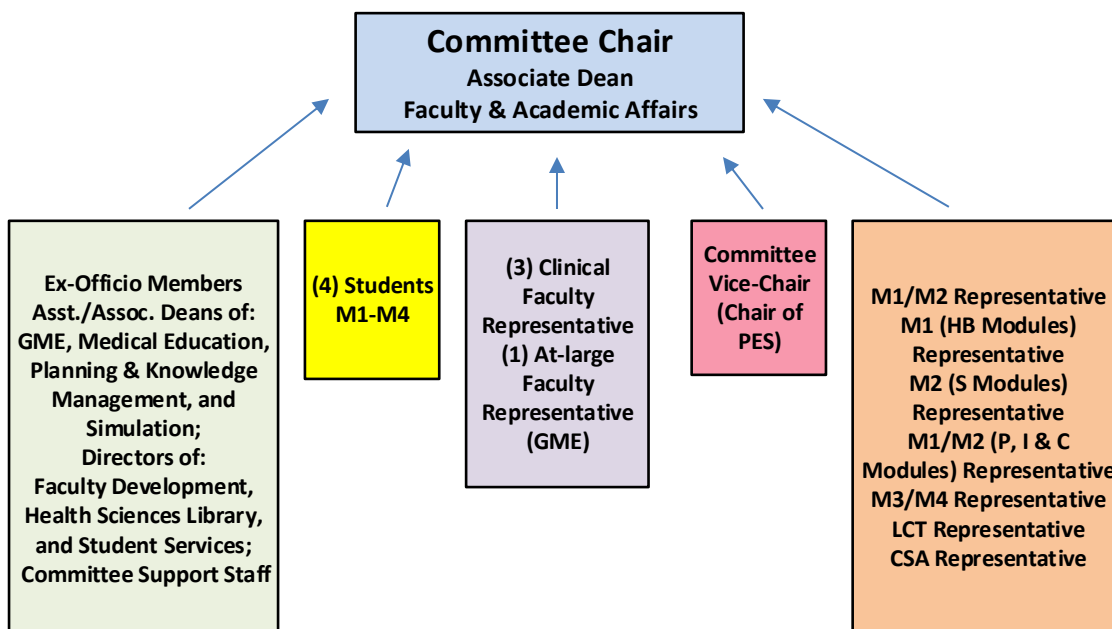 Committee Chair
Associate Dean
Faculty & Academic Affairs
Ex-Officio Members
Asst./Assoc. Deans of:
GME, Medical Education,
Planning & Knowledge
Management, and
Simulation;
Directors of:
Faculty Development,
Health Sciences Library,
and Student Services;
Committee Support Staff
(4) Students
M1-M4
(3) Clinical
Faculty
Representative
(1) At-large
Faculty
Representative
(GME)
Committee
Vice-Chair
(Chair of
PES)
M1/M2 Representative
M1 (HB Modules)
Representative
M2 (S Modules)
Representative
M1/M2 (P, I & C
Modules) Representative
M3/M4 Representative
LCT Representative
CSA Representative